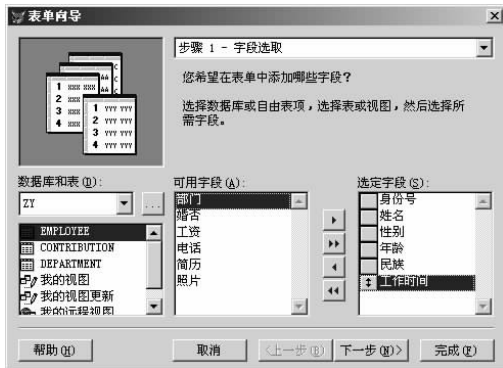 表单向导
步骤 1 - 字段选取
您希望在表单中添加哪些字段？
选择数据库或自由表项，选择表或视图，然后选择所
需字段。
1 XXX XXX
2 XXX
3 XXX
4 XXX
1 YYY YYY
2 YYY YYY
3 YYY YYY
4 YYY YYY
数据库和表(D)：
可用字段(A)：
选定字段(S)：
ZY
...
EMPLOYEE
CONTRIBUTION
DEPARTMENT
我的视图
我的视图更新
我的远程视图
部门
婚否
工资
电话
简历
照片
身份号
姓名
性别
年龄
民族
工作时间
帮助(H)
取消
<上一步(B)
下一步(N)>
完成(F)